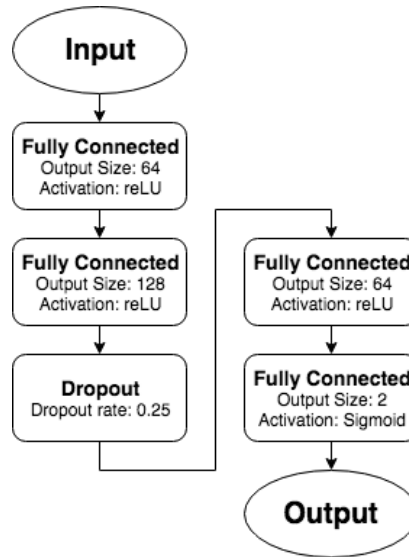 Input
Fully Connected
Output Size: 64
Activation: reLU
Fully Connected
Output Size: 128
Activation: reLU
Dropout
Dropout rate: 0.25
Fully Connected
Output Size: 64
Activation: reLU
Fully Connected
Output Size: 2
Activation: Sigmoid
Output